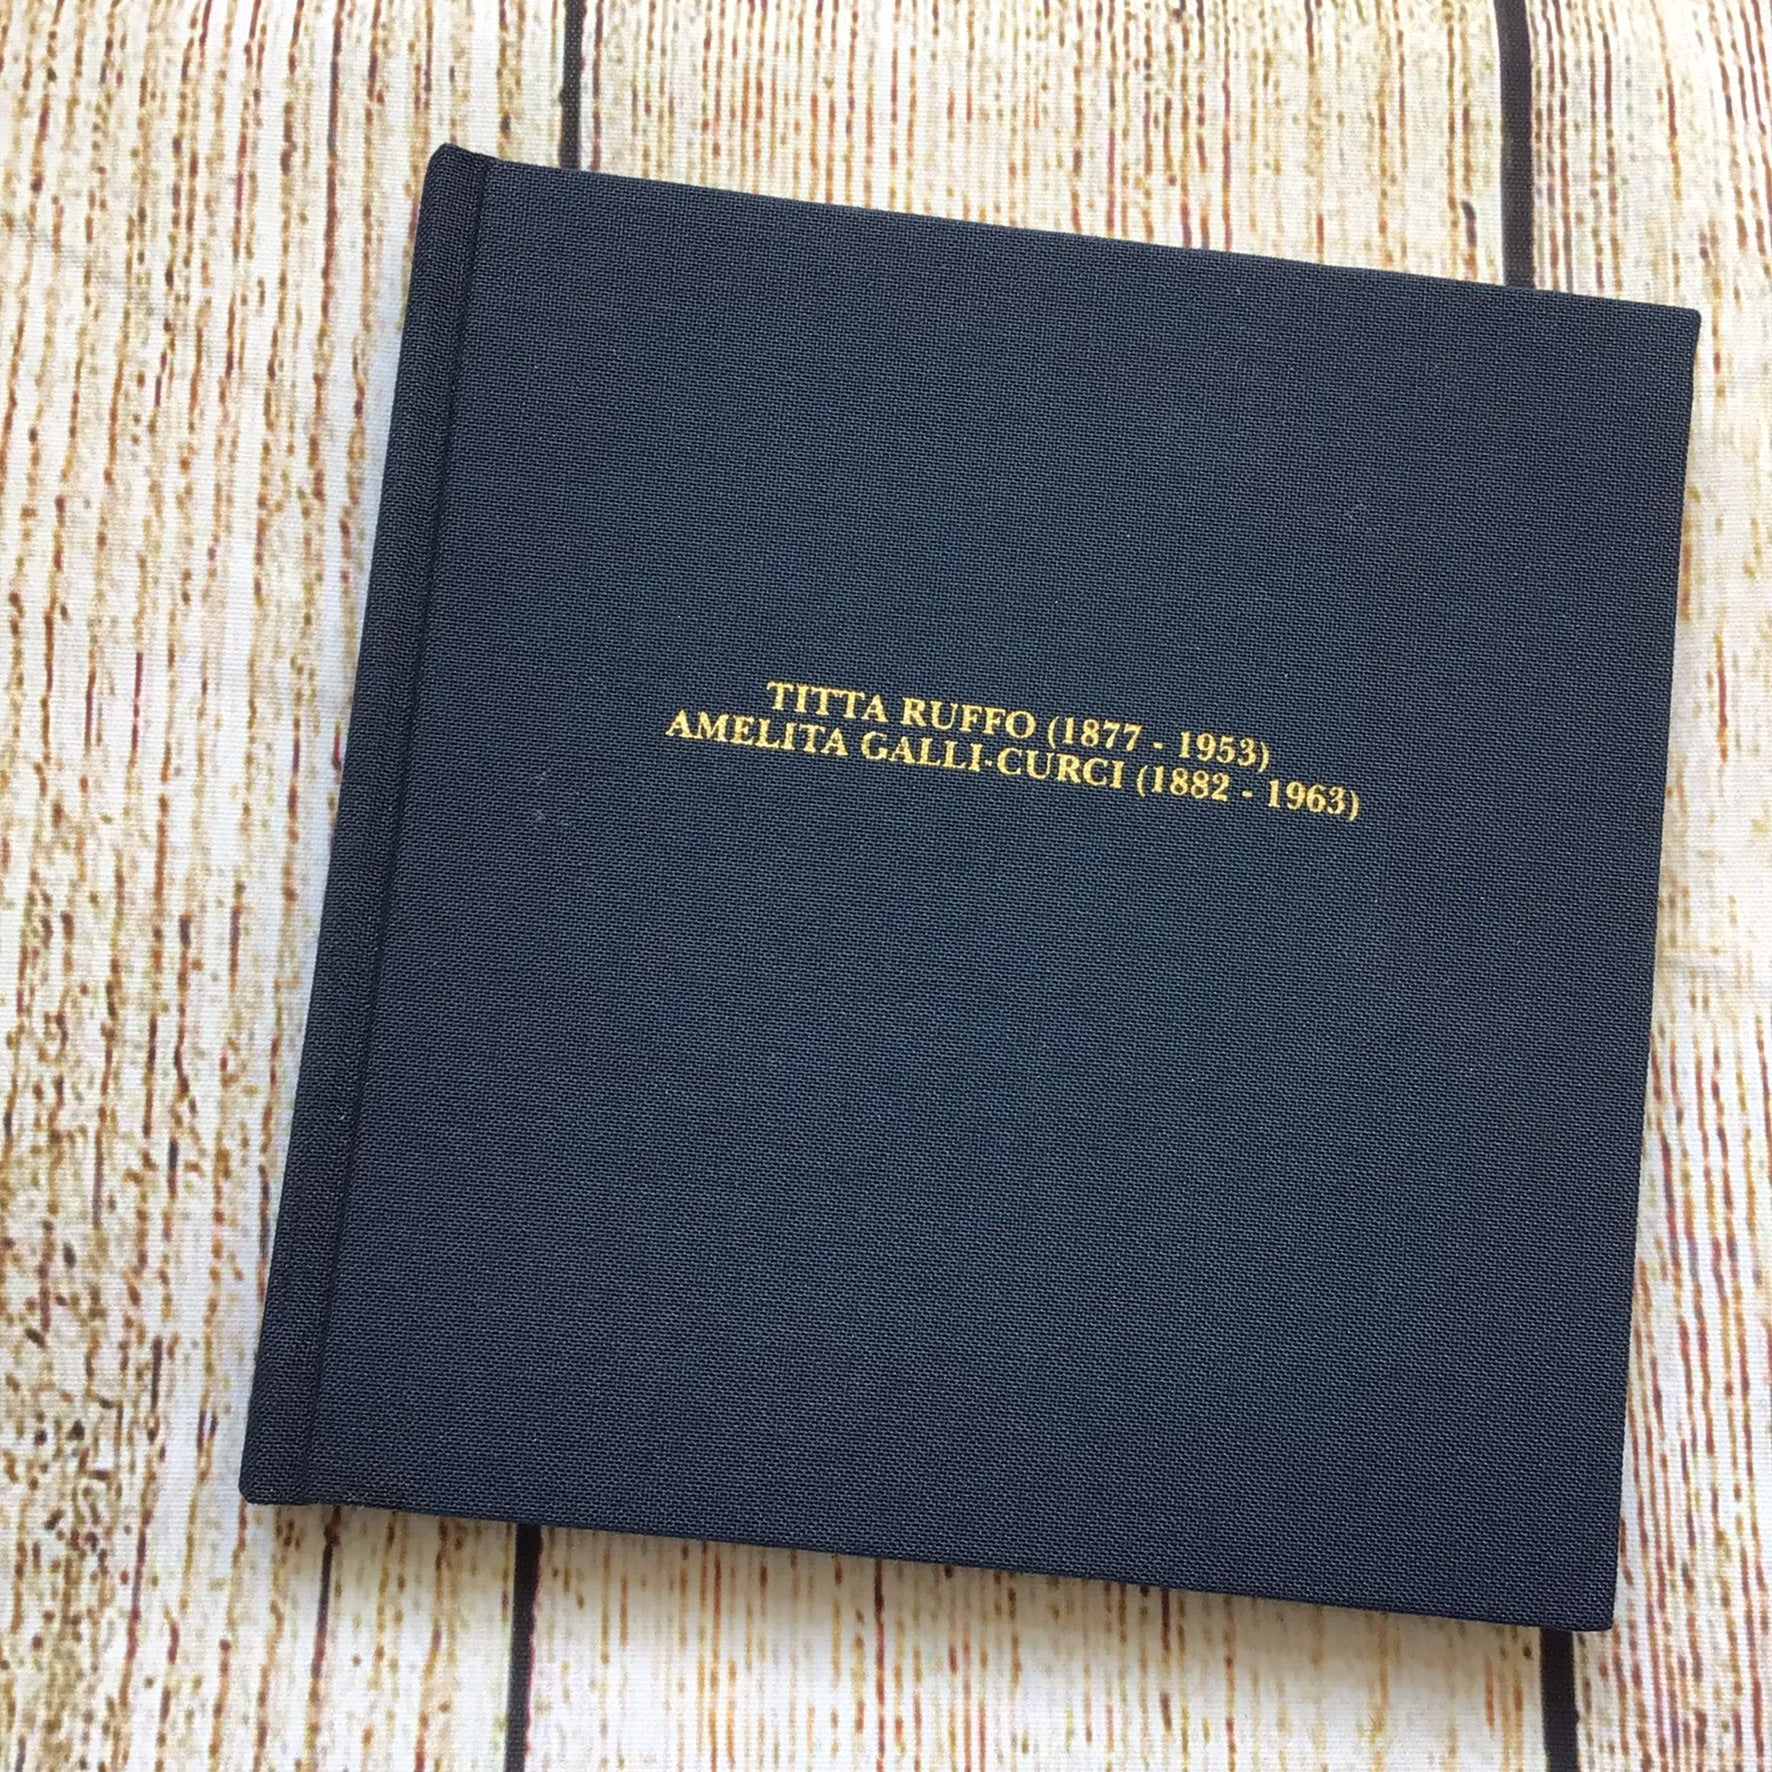 TITTA RUFFO (1877 - 1953)
AMELITA GALLI-CURCI (1882 - 1963)